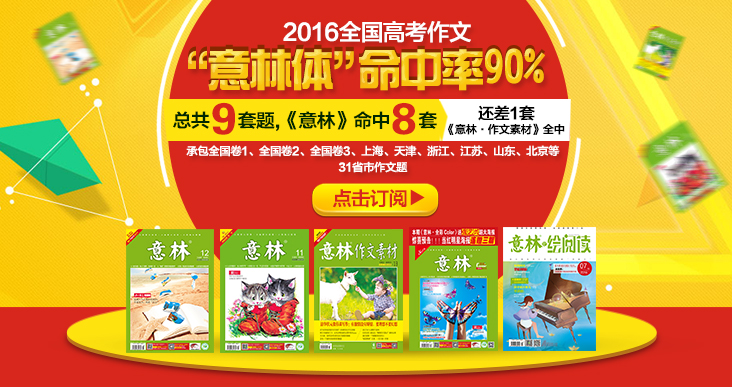 2016全国高考作文
“意林体”命中率90%
总共9套题,《意林》命中8套
还差1套
《意林·作文素材》全中
承包全国卷1、全国卷2、全国卷3、上海、天津、浙江、江苏、山东、北京等
31省市作文题
点击订阅
意林
12
意林
11
意林 作文素材
意林
意林 绘阅读
07